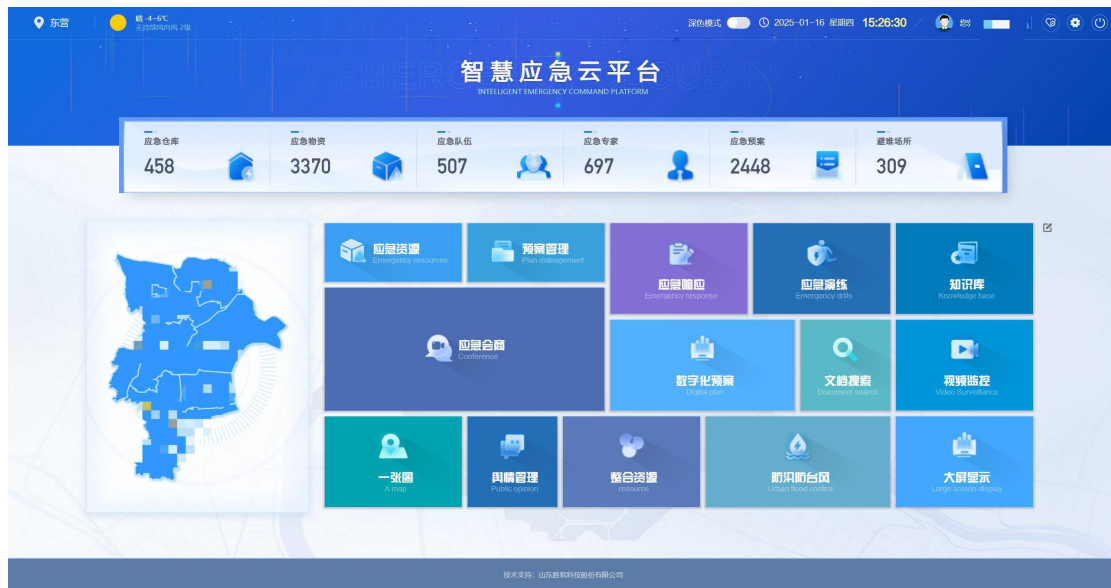 东营
晴 -4~6℃
深色模式 2025-01-16 星期四 15:26:30
智慧应急云平台
INTELLIGENT EMERGENCY COMMAND PLATFORM
应急仓库
458
应急物资
3370
应急队伍
507
应急专家
697
应急预案
2448
避难场所
309
应急资源
Emergency resources
预案管理
Plan management
应急响应
Emergency response
应急演练
Emergency drills
知识库
Knowledge base
应急会商
Conference
数字化预案
Digital plan
文档搜索
Document search
视频监控
Video Surveillance
一张图
A map
舆情管理
Public opinion
整合资源
resource
防汛防台风
Urban flood control
大屏显示
Large screen display
技术支持：山东胜软科技股份有限公司